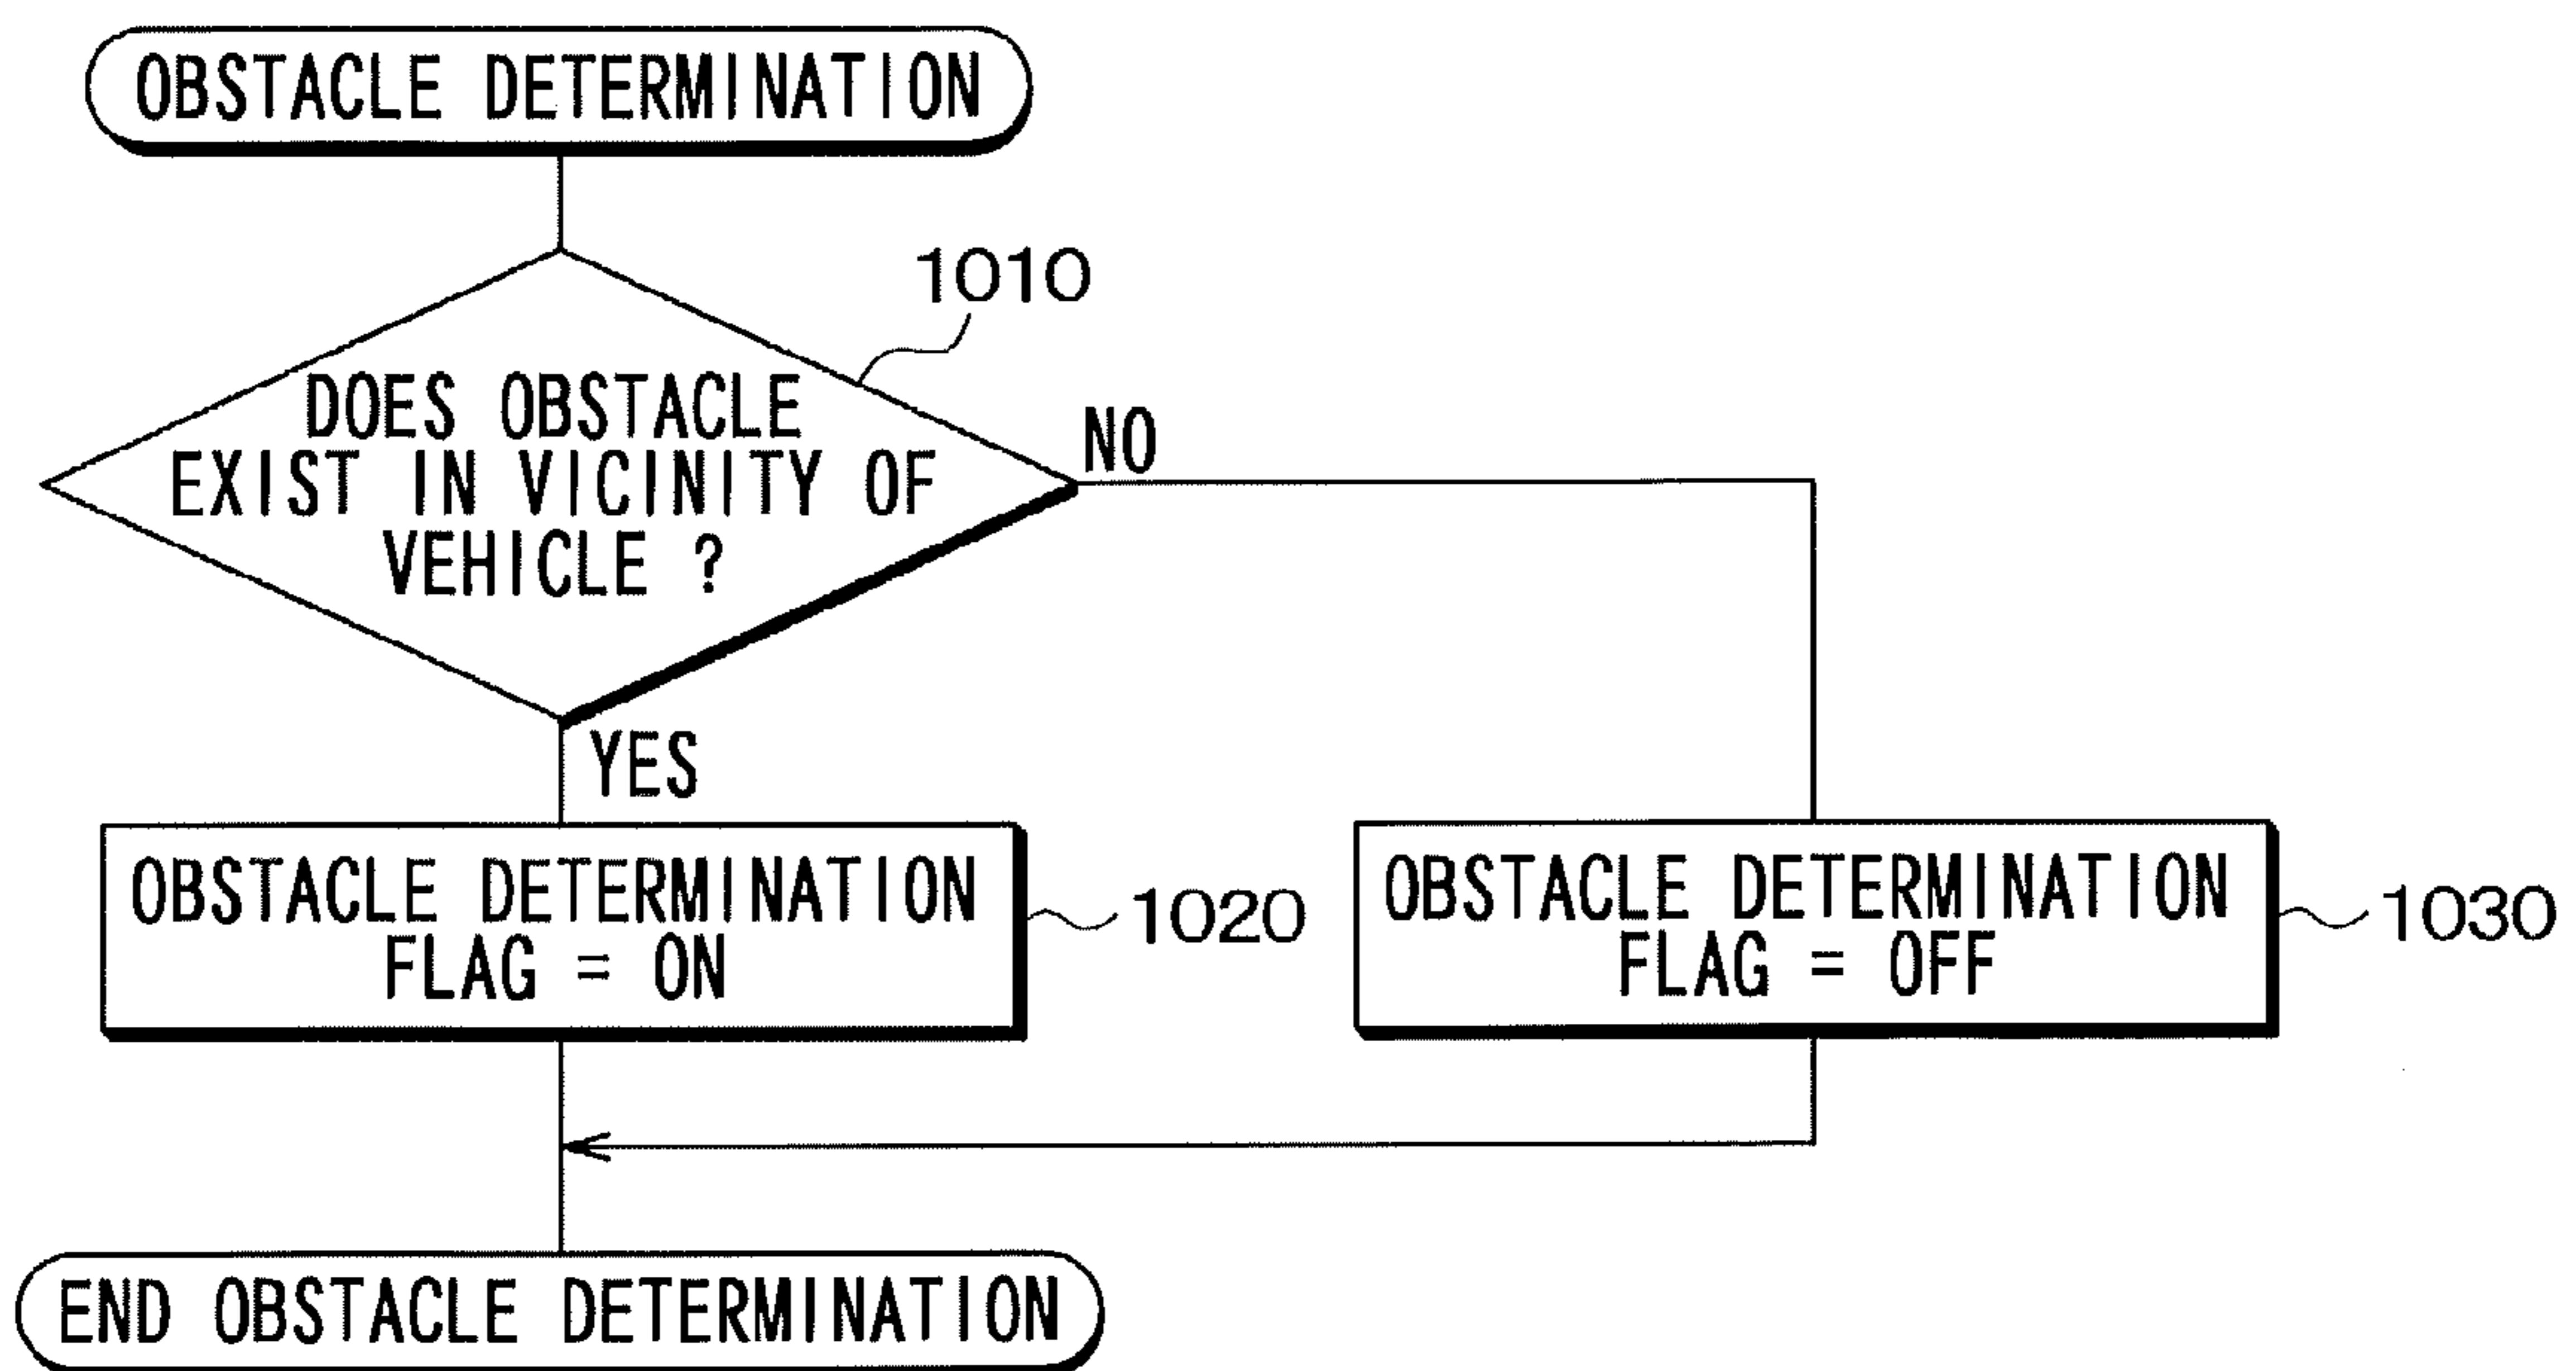 OBSTACLE DETERMINATION
1010
DOES OBSTACLE
EXIST IN VICINITY OF
VEHICLE ?
NO
YES
OBSTACLE DETERMINATION
FLAG = ON
1020
OBSTACLE DETERMINATION
FLAG = OFF
1030
END OBSTACLE DETERMINATION